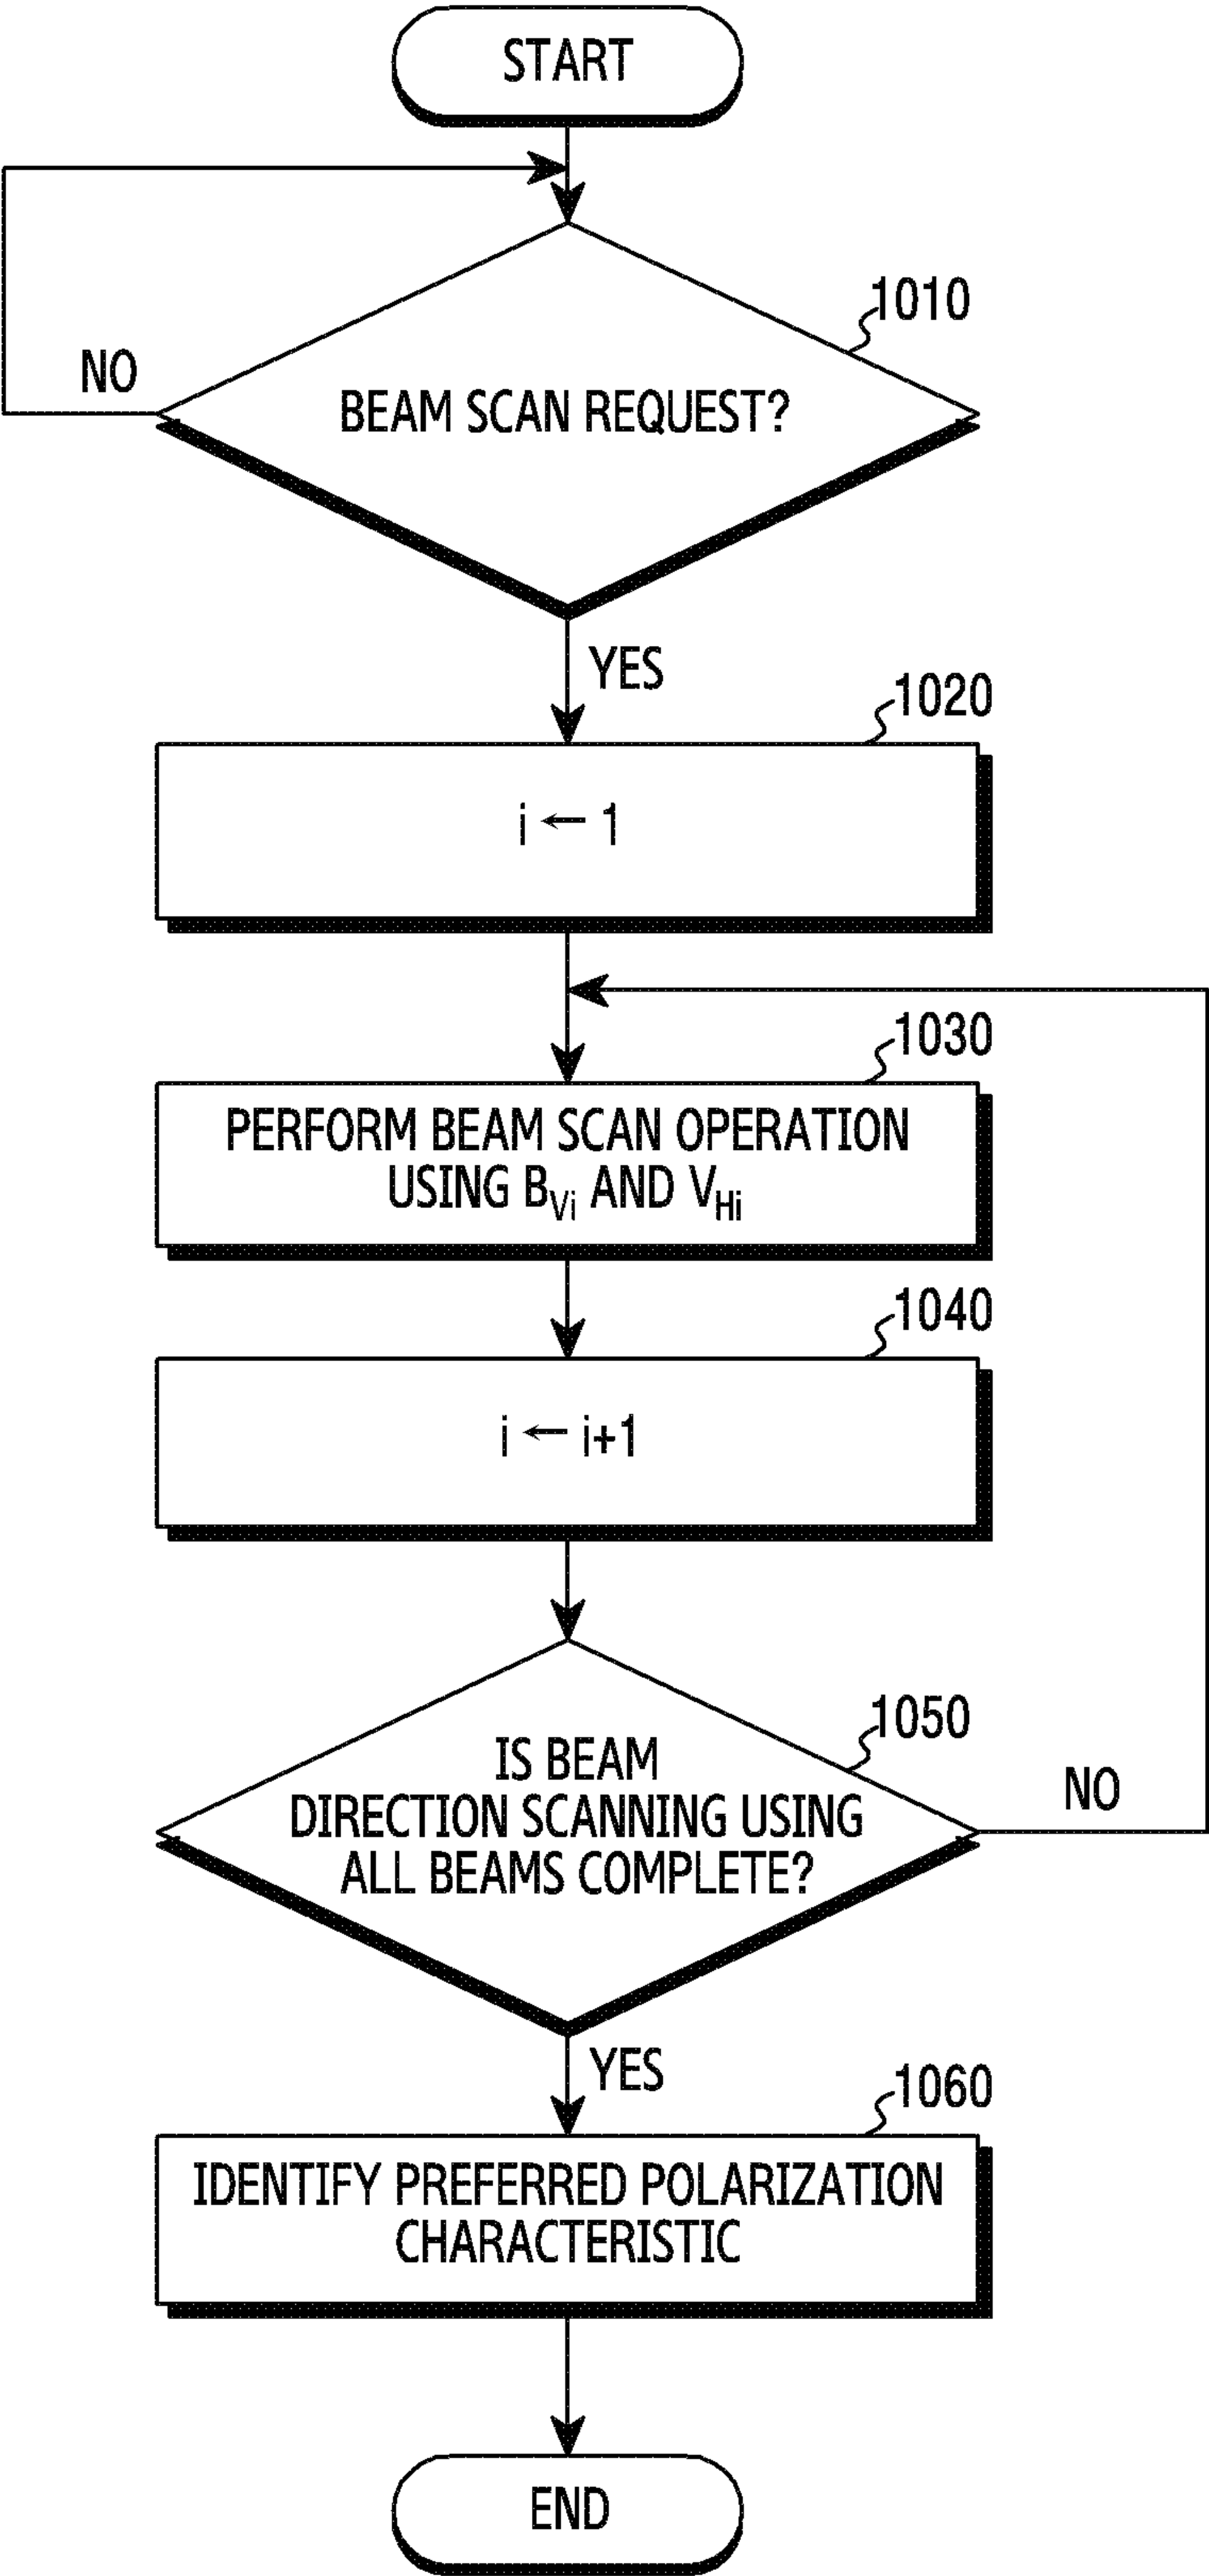 START
1010
NO
BEAM SCAN REQUEST?
YES
1020
i ← 1
1030
PERFORM BEAM SCAN OPERATION
USING BVi AND VHi
1040
i ← i+1
1050
IS BEAM
DIRECTION SCANNING USING
ALL BEAMS COMPLETE?
NO
YES
1060
IDENTIFY PREFERRED POLARIZATION
CHARACTERISTIC
END